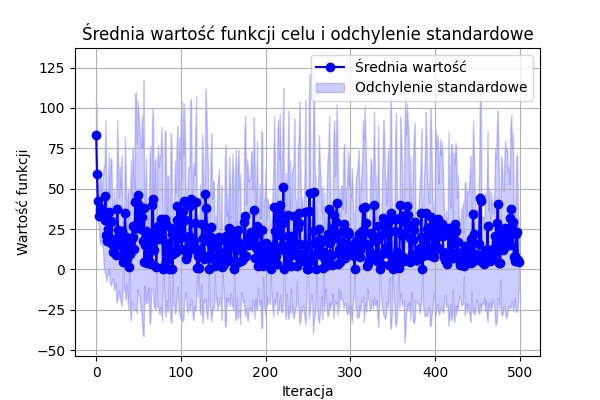 Średnia wartość funkcji celu i odchylenie standardowe
Średnia wartość
Odchylenie standardowe
Wartość funkcji
125
100
75
50
25
0
−25
−50
0 100 200 300 400 500
Iteracja